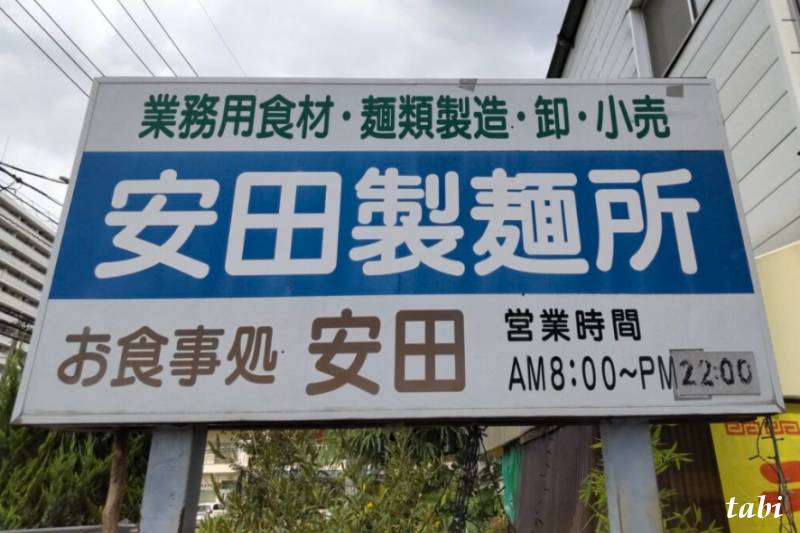 業務用食材・麺類製造・卸・小売
安田製麺所
お食事処 安田
営業時間
AM8:00~PM22:00
tabi